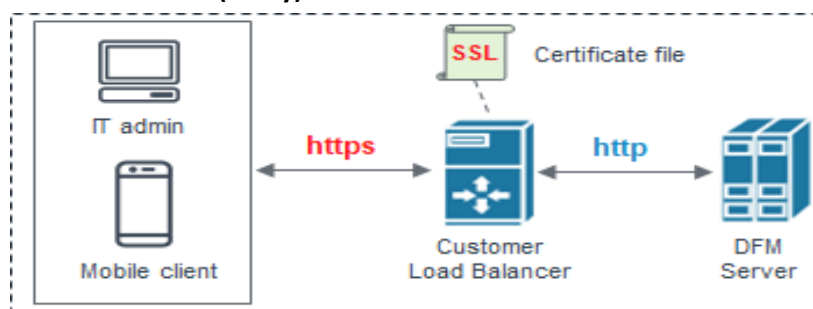 SSL
Certificate file
IT admin
https
http
Mobile client
Customer
Load Balancer
DFM
Server